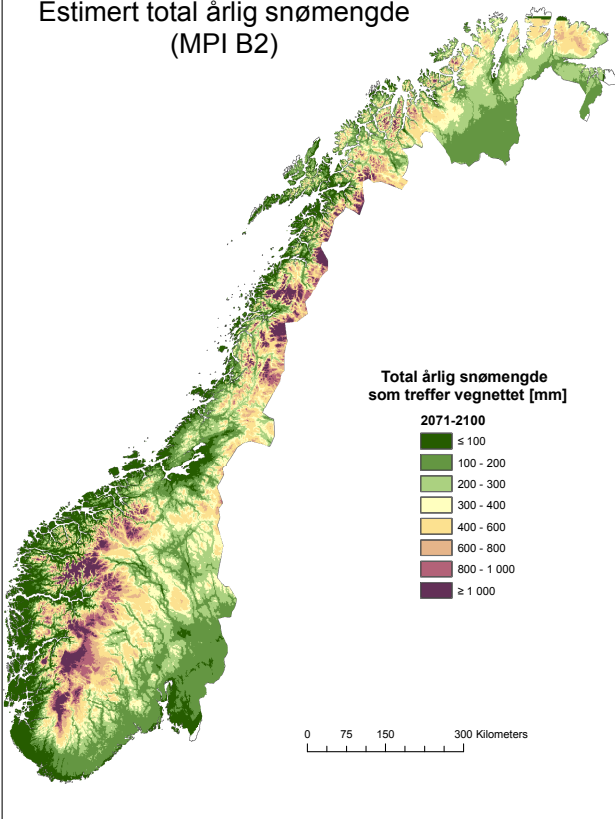 Estimert total årlig snømengde
(MPI B2)
Total årlig snømengde
som treffer vegnettet [mm]
2071-2100
≤ 100
100 - 200
200 - 300
300 - 400
400 - 600
600 - 800
800 - 1 000
≥ 1 000
0 75 150 300 Kilometers